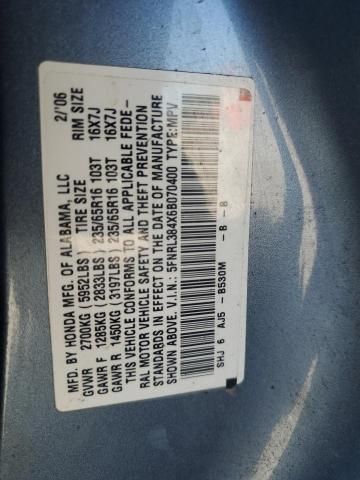 MFD. BY HONDA MFG. OF ALABAMA, LLC 2/'06
GVWR 2700KG (5952LBS) TIRE SIZE RIM SIZE
GAWR F 1285KG (2833LBS) 235/65R16 103T 16X7J
GAWR R 1450KG (3197LBS) 235/65R16 103T 16X7J
THIS VEHICLE CONFORMS TO ALL APPLICABLE FEDE-
RAL MOTOR VEHICLE SAFETY AND THEFT PREVENTION
STANDARDS IN EFFECT ON THE DATE OF MANUFACTURE
SHOWN ABOVE. V.I.N.: 5FNRL384X6B070400 TYPE:MPV
SHJ 6 AJ5 - B530M - B - B